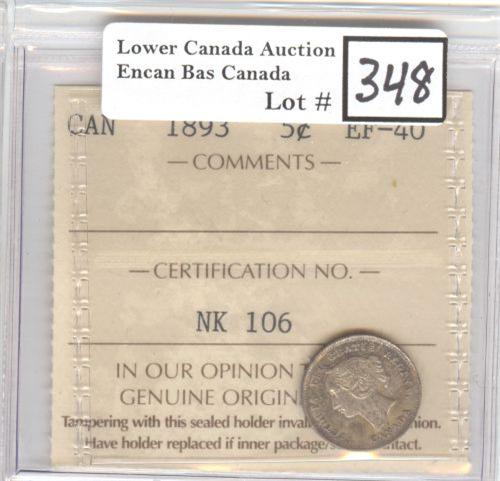 Lower Canada Auction
Encan Bas Canada
Lot # 348
CAN 1893 5¢ EF-40
— COMMENTS —
— CERTIFICATION NO. —
NK 106
IN OUR OPINION
GENUINE ORIGIN
Tampering with this sealed holder
Have holder replaced if inner package